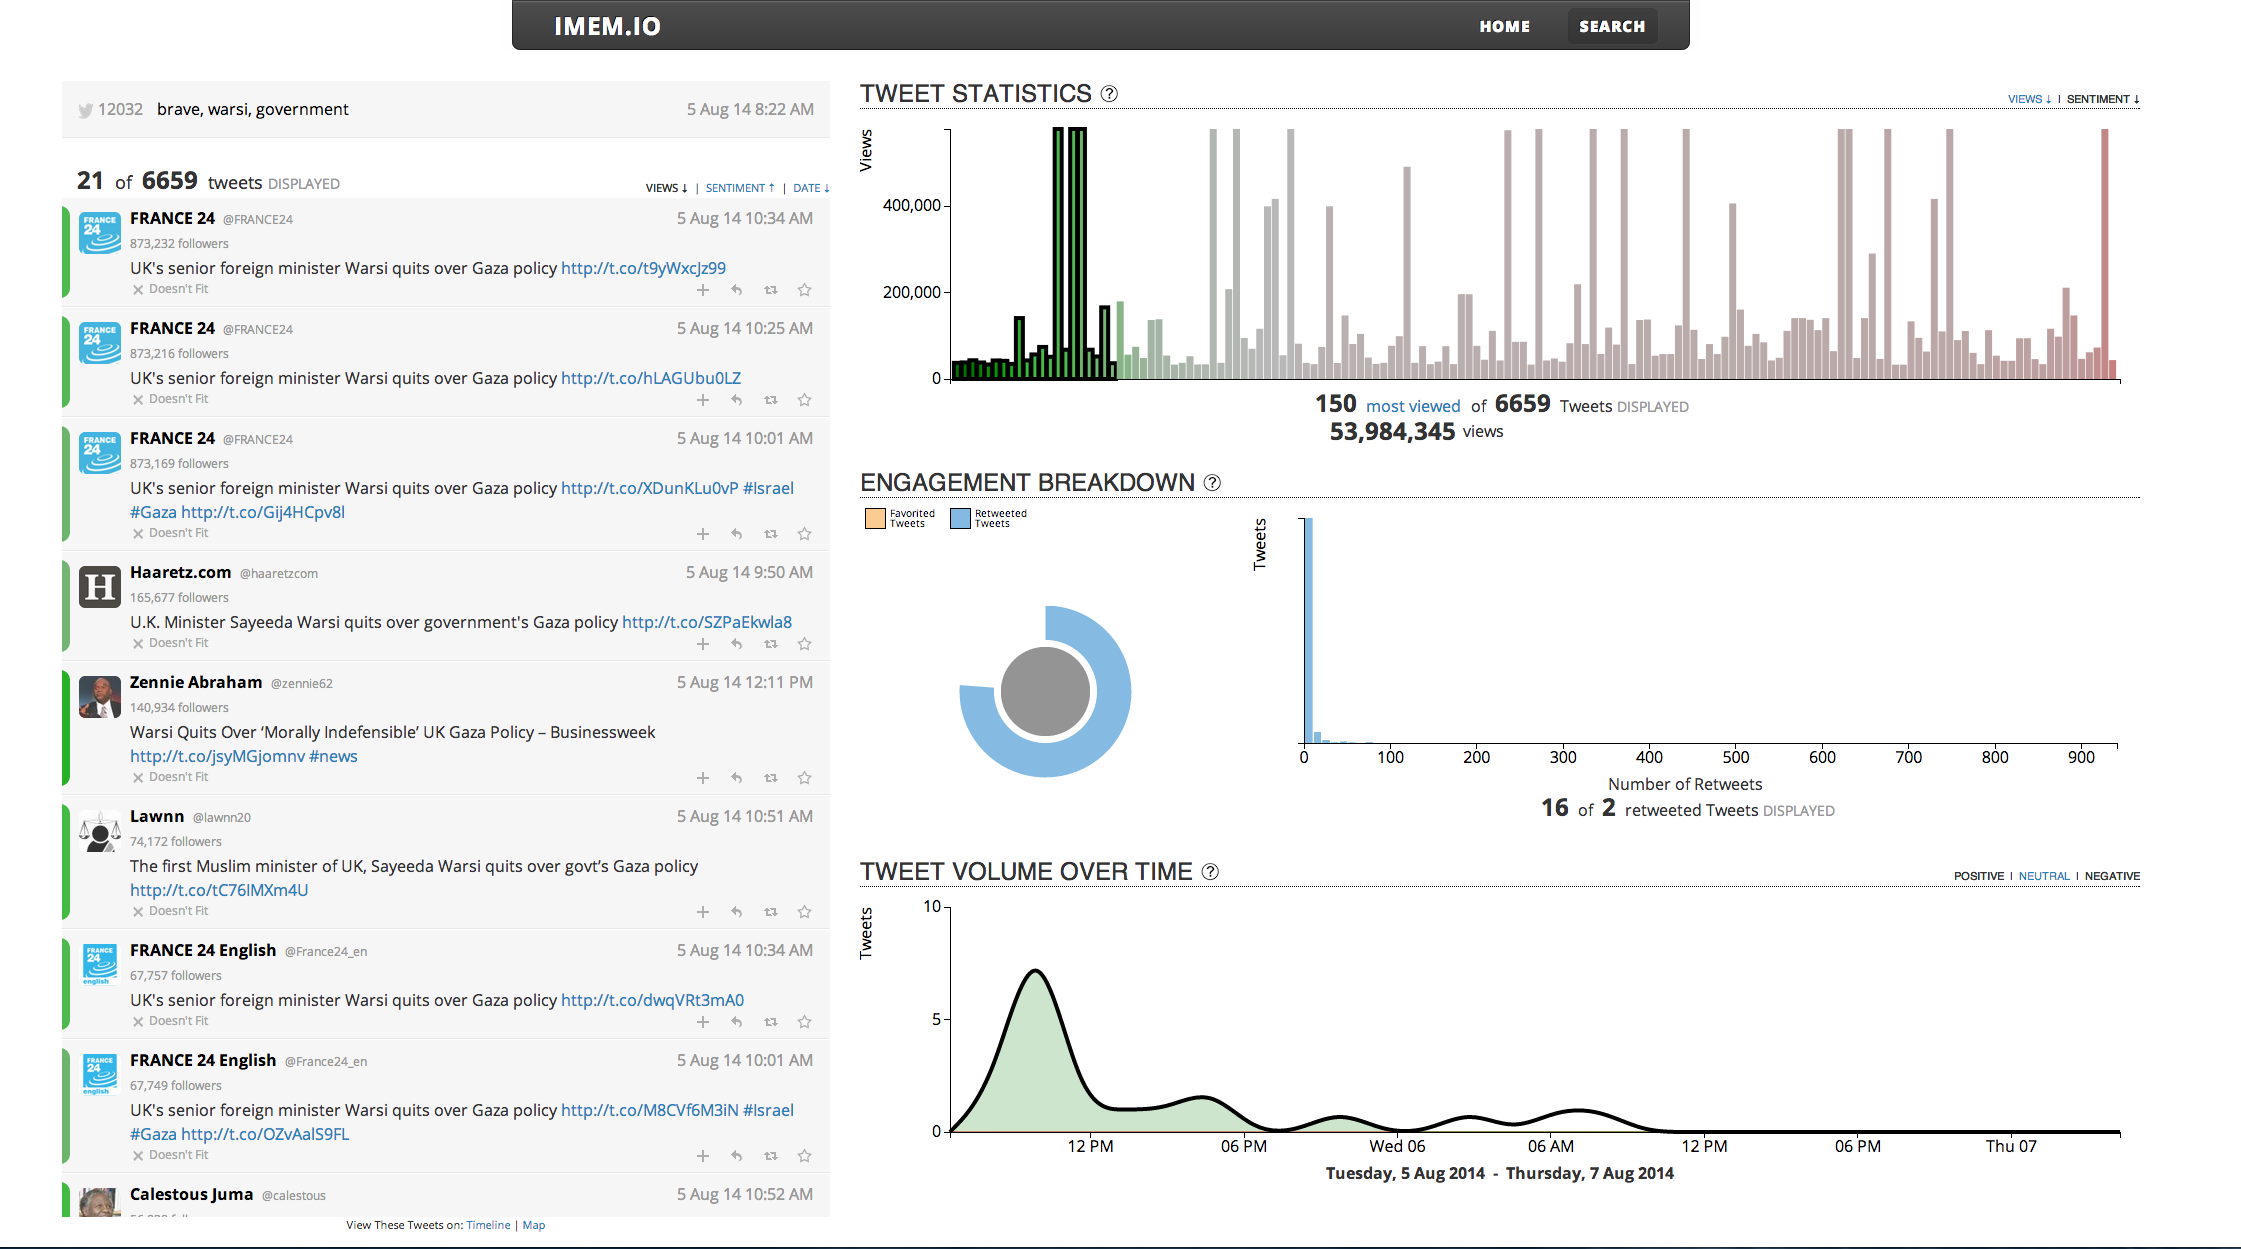 IMEM.IO
HOME
SEARCH
12032 brave, warsi, government 5 Aug 14 8:22 AM
21 of 6659 tweets DISPLAYED
VIEWS ↓ | SENTIMENT ↑ | DATE ↓
FRANCE 24 @FRANCE24 5 Aug 14 10:34 AM
873,232 followers
UK's senior foreign minister Warsi quits over Gaza policy http://t.co/t9yWxcJz99
Doesn't Fit
FRANCE 24 @FRANCE24 5 Aug 14 10:25 AM
873,216 followers
UK's senior foreign minister Warsi quits over Gaza policy http://t.co/hLAGUbu0LZ
Doesn't Fit
FRANCE 24 @FRANCE24 5 Aug 14 10:01 AM
873,169 followers
UK's senior foreign minister Warsi quits over Gaza policy http://t.co/XDunKLu0vP #Israel
#Gaza http://t.co/Gij4HCpv8l
Doesn't Fit
H
Haaretz.com @haaretzcom 5 Aug 14 9:50 AM
165,677 followers
U.K. Minister Sayeeda Warsi quits over government's Gaza policy http://t.co/SZPaEkwla8
Doesn't Fit
Zennie Abraham @zennie62 5 Aug 14 12:11 PM
140,934 followers
Warsi Quits Over ‘Morally Indefensible’ UK Gaza Policy – Businessweek
http://t.co/jsyMGjomnv #news
Doesn't Fit
Lawnn @lawnn20 5 Aug 14 10:51 AM
74,172 followers
The first Muslim minister of UK, Sayeeda Warsi quits over govt’s Gaza policy
http://t.co/tC76IMXm4U
Doesn't Fit
FRANCE 24 English @France24_en 5 Aug 14 10:34 AM
67,757 followers
UK's senior foreign minister Warsi quits over Gaza policy http://t.co/dwqVRt3mA0
Doesn't Fit
FRANCE 24 English @France24_en 5 Aug 14 10:01 AM
67,749 followers
UK's senior foreign minister Warsi quits over Gaza policy http://t.co/M8CVf6M3iN #Israel
#Gaza http://t.co/OZvAalS9FL
Doesn't Fit
Calestous Juma @calestous 5 Aug 14 10:52 AM
View These Tweets on: Timeline | Map
TWEET STATISTICS ?
VIEWS ↓ | SENTIMENT ↓
Views
400,000
200,000
0
150 most viewed of 6659 Tweets DISPLAYED
53,984,345 views
ENGAGEMENT BREAKDOWN ?
Favorited
Tweets
Retweeted
Tweets
Tweets
0 100 200 300 400 500 600 700 800 900
Number of Retweets
16 of 2 retweeted Tweets DISPLAYED
TWEET VOLUME OVER TIME ?
POSITIVE | NEUTRAL | NEGATIVE
Tweets
10
5
0
12 PM 06 PM Wed 06 06 AM 12 PM 06 PM Thu 07
Tuesday, 5 Aug 2014 - Thursday, 7 Aug 2014